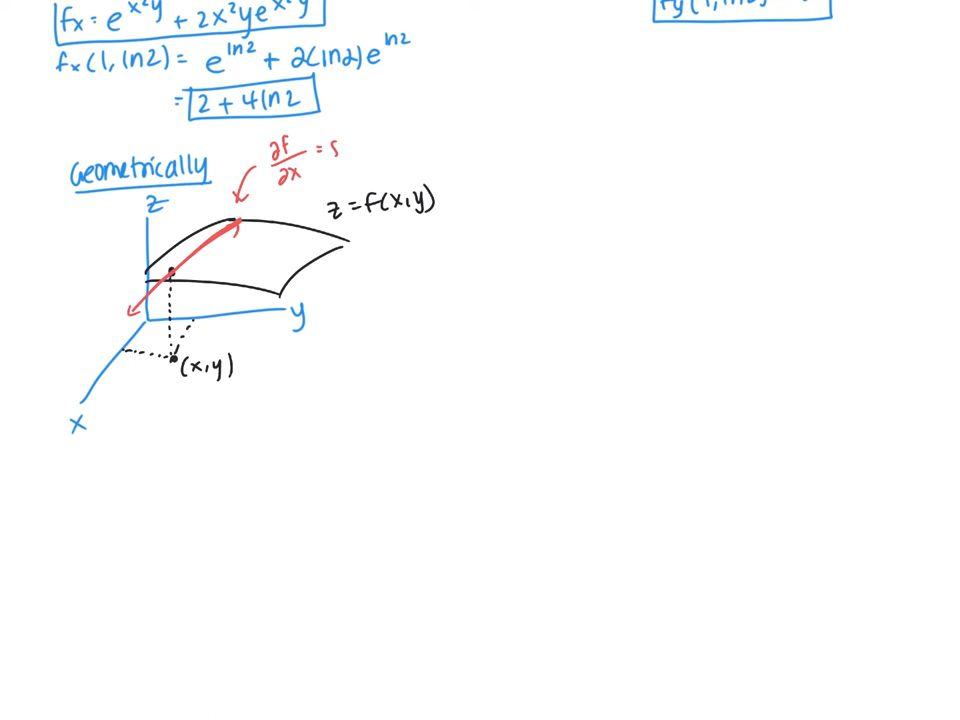 fx = e^{x²y} + 2x²ye^{x²y}
fx(1, ln2) = e^{ln2} + 2(ln2)e^{ln2}
= 2 + 4ln2
Geometrically
∂f/∂x = s
z
z = f(x,y)
y
(x,y)
x